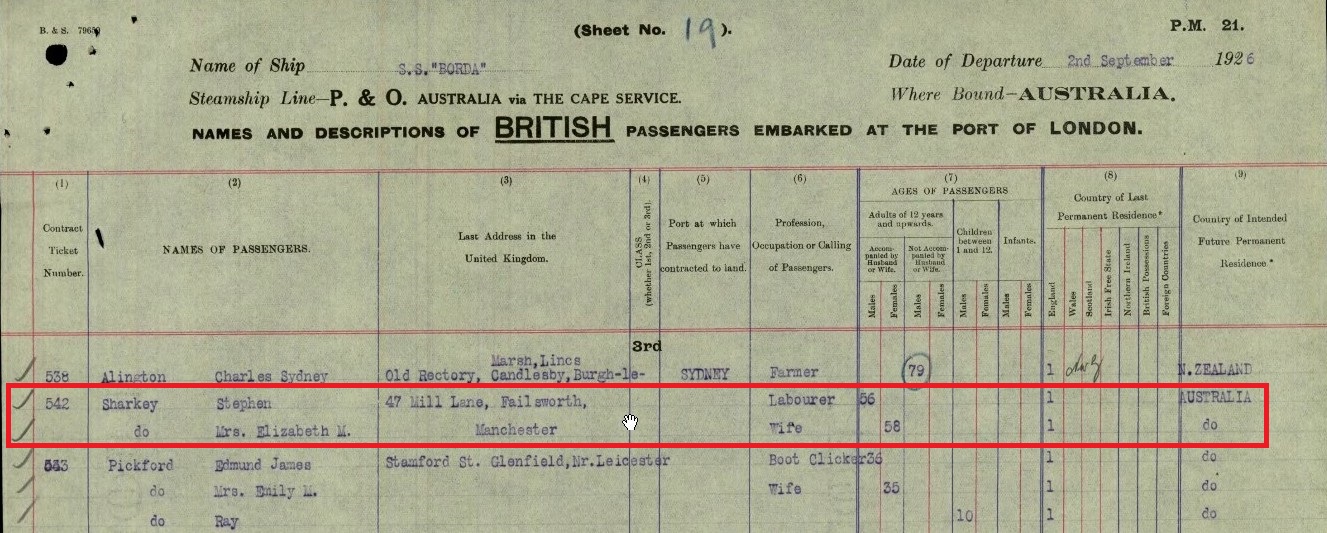 B. & S. 79659
(Sheet No. 19 ).
P.M. 21.
Name of Ship S.S."BORDA"
Date of Departure 2nd September 1926
Steamship Line—P. & O. AUSTRALIA via THE CAPE SERVICE.
Where Bound—AUSTRALIA.
NAMES AND DESCRIPTIONS OF BRITISH PASSENGERS EMBARKED AT THE PORT OF LONDON.
(1) (2) (3) (4) (5) (6) (7) (8) (9)
Contract Ticket Number.
NAMES OF PASSENGERS.
Last Address in the United Kingdom.
CLASS (whether 1st, 2nd or 3rd).
Port at which Passengers have contracted to land.
Profession, Occupation or Calling of Passengers.
AGES OF PASSENGERS
Adults of 12 years and upwards.
Accompanied by Husband or Wife.
Not Accompanied by Husband or Wife.
Children between 1 and 12.
Infants.
Males Females Males Females Males Females Males Females
Country of Last Permanent Residence*
England Wales Scotland Irish Free State Northern Ireland British Possessions Foreign Countries
Country of Intended Future Permanent Residence.*
3rd
Marsh,Lincs
538 Alington Charles Sydney Old Rectory, Candlesby,Burgh-le- SYDNEY Farmer 79 1 N.ZEALAND
542 Sharkey Stephen 47 Mill Lane, Failsworth, Labourer 56 1 AUSTRALIA
do Mrs. Elizabeth M. Manchester Wife 58 1 do
543 Pickford Edmund James Stamford St. Glenfield,Nr.Leicester Boot Clicker 36 1 do
do Mrs. Emily M. Wife 35 1 do
do Ray 10 1 do